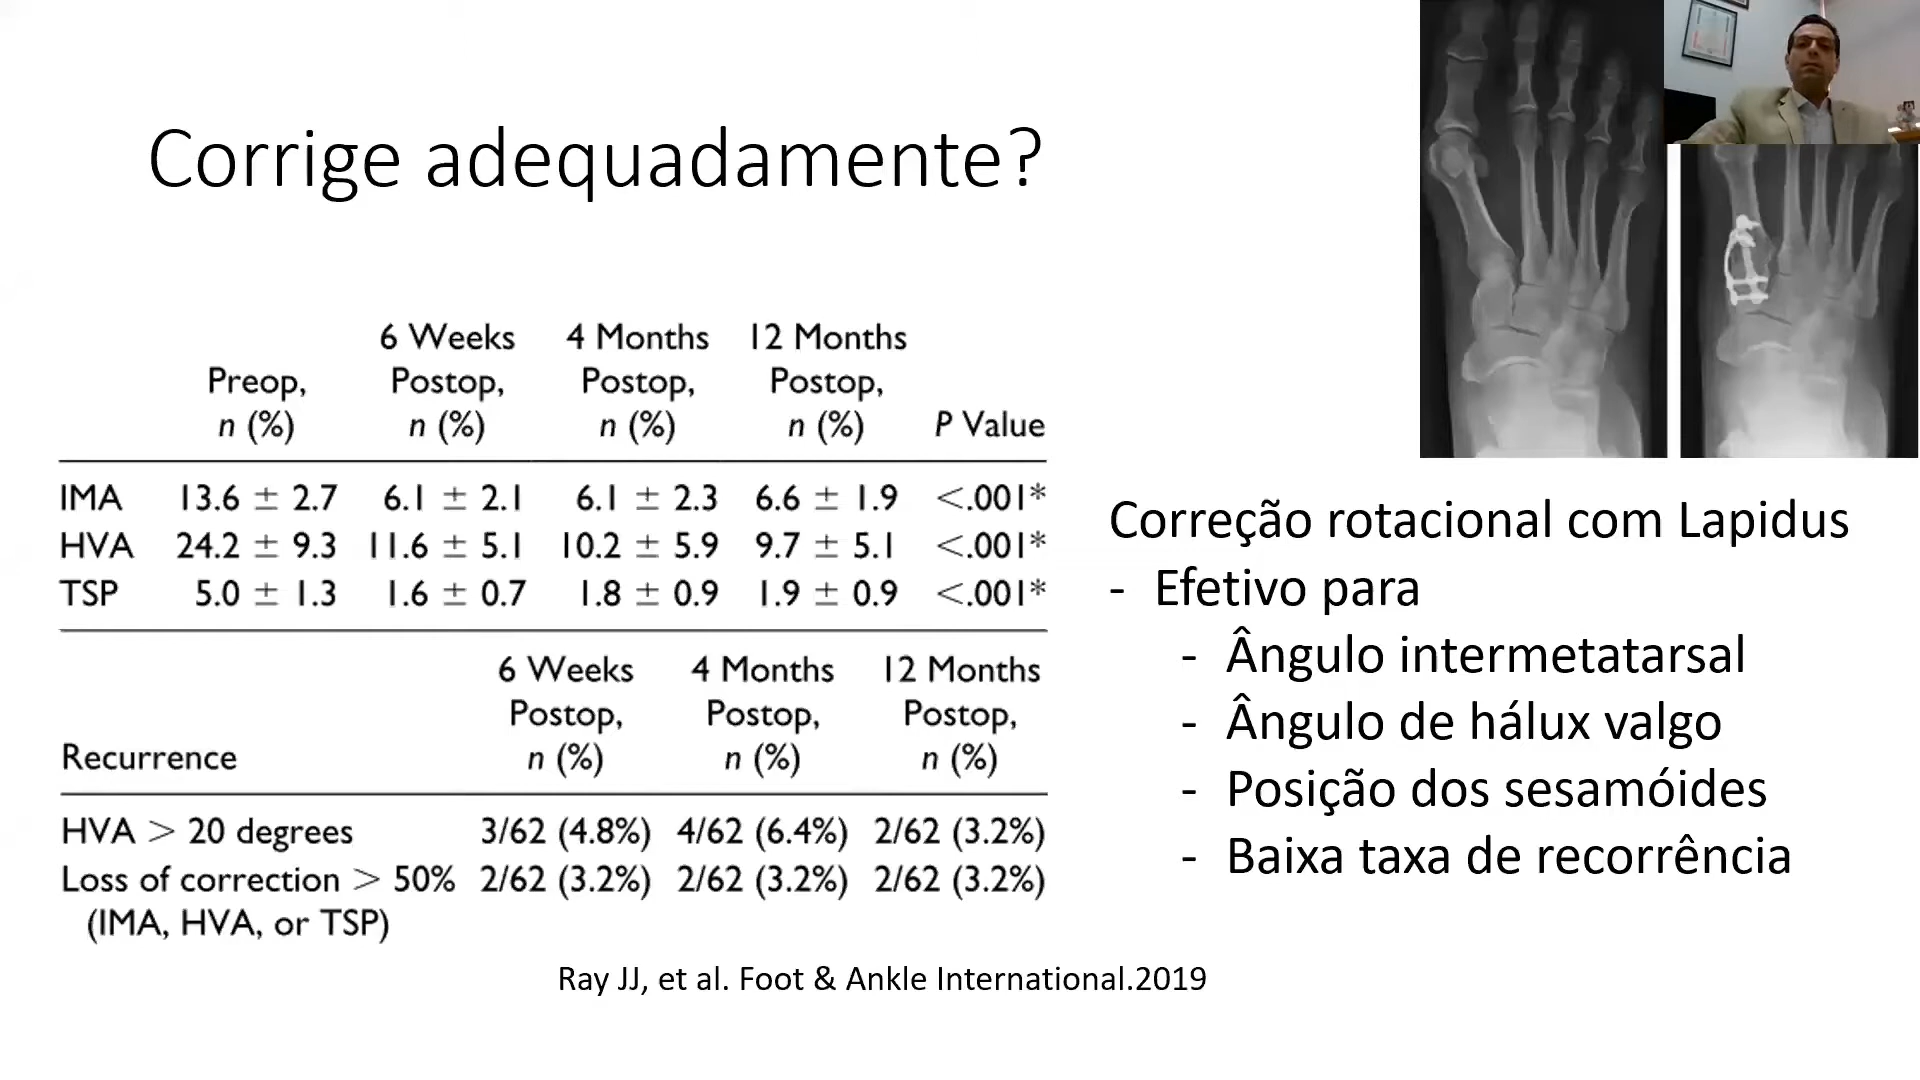 Corrige adequadamente?
6 Weeks 4 Months 12 Months
Preop, Postop, Postop, Postop,
n (%) n (%) n (%) n (%) P Value
IMA 13.6 ± 2.7 6.1 ± 2.1 6.1 ± 2.3 6.6 ± 1.9 <.001*
HVA 24.2 ± 9.3 11.6 ± 5.1 10.2 ± 5.9 9.7 ± 5.1 <.001*
TSP 5.0 ± 1.3 1.6 ± 0.7 1.8 ± 0.9 1.9 ± 0.9 <.001*
6 Weeks 4 Months 12 Months
Postop, Postop, Postop,
Recurrence n (%) n (%) n (%)
HVA > 20 degrees 3/62 (4.8%) 4/62 (6.4%) 2/62 (3.2%)
Loss of correction > 50% 2/62 (3.2%) 2/62 (3.2%) 2/62 (3.2%)
(IMA, HVA, or TSP)
Correção rotacional com Lapidus
- Efetivo para
- Ângulo intermetatarsal
- Ângulo de hálux valgo
- Posição dos sesamóides
- Baixa taxa de recorrência
Ray JJ, et al. Foot & Ankle International.2019